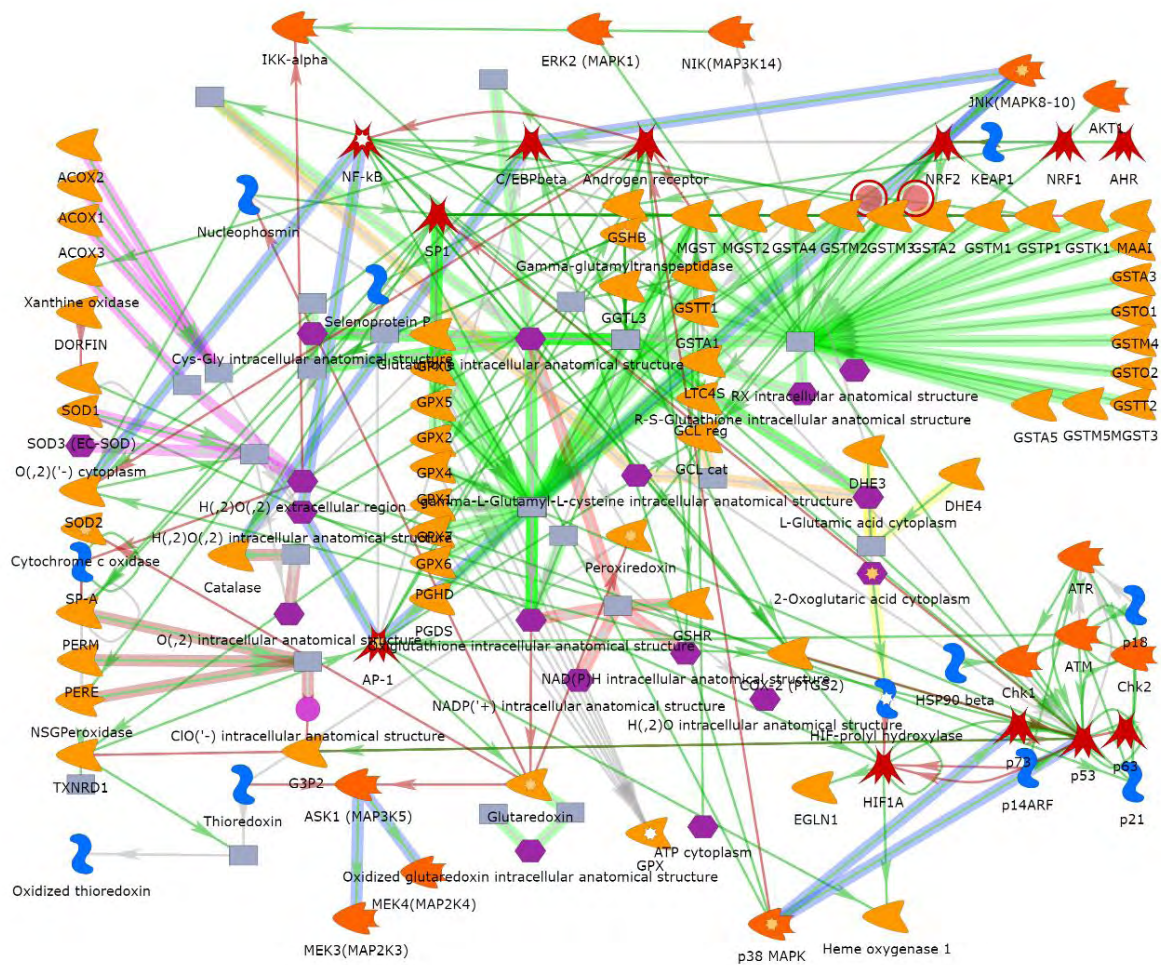 IKK-alpha
ERK2 (MAPK1)
NIK(MAP3K14)
JNK(MAPK8-10)
AKT1
ACOX2
NF-kB
C/EBPbeta
Androgen receptor
NRF2
KEAP1
NRF1
AHR
Nucleophosmin
ACOX1
SP1
GSHB
MGST
MGST2
GSTA4
GSTM2
GSTM3
GSTA2
GSTM1
GSTP1
GSTK1
MAAI
ACOX3
Gamma-glutamyltranspeptidase
GSTA3
Xanthine oxidase
Selenoprotein P
GGTL3
GSTT1
GSTO1
DORFIN
Cys-Gly intracellular anatomical structure
Glutathione intracellular anatomical structure
GSTA1
GSTM4
GPX3
RX intracellular anatomical structure
GSTO2
SOD1
GPX5
LTC4S
R-S-Glutathione intracellular anatomical structure
GSTT2
SOD3 (EC-SOD)
GPX2
GCL reg
GSTA5
GSTM5
MGST3
O(,2)('-) cytoplasm
GPX4
GCL cat
DHE3
H(,2)O(,2) extracellular region
GPX1
gamma-L-Glutamyl-L-cysteine intracellular anatomical structure
DHE4
SOD2
L-Glutamic acid cytoplasm
H(,2)O(,2) intracellular anatomical structure
GPX7
Cytochrome c oxidase
GPX6
Peroxiredoxin
Catalase
SP-A
PGHD
2-Oxoglutaric acid cytoplasm
ATR
PERM
O(,2) intracellular anatomical structure
PGDS
Oxiglutathione intracellular anatomical structure
GSHR
p18
PERE
AP-1
NAD(P)H intracellular anatomical structure
COX-2 (PTGS2)
HSP90 beta
Chk1
ATM
Chk2
NADP('+) intracellular anatomical structure
NSGPeroxidase
ClO('-) intracellular anatomical structure
H(,2)O intracellular anatomical structure
HIF-prolyl hydroxylase
p73
p53
p63
TXNRD1
G3P2
Thioredoxin
ASK1 (MAP3K5)
Glutaredoxin
EGLN1
HIF1A
p14ARF
p21
GPX
ATP cytoplasm
Oxidized thioredoxin
Oxidized glutaredoxin intracellular anatomical structure
MEK4(MAP2K4)
MEK3(MAP2K3)
p38 MAPK
Heme oxygenase 1